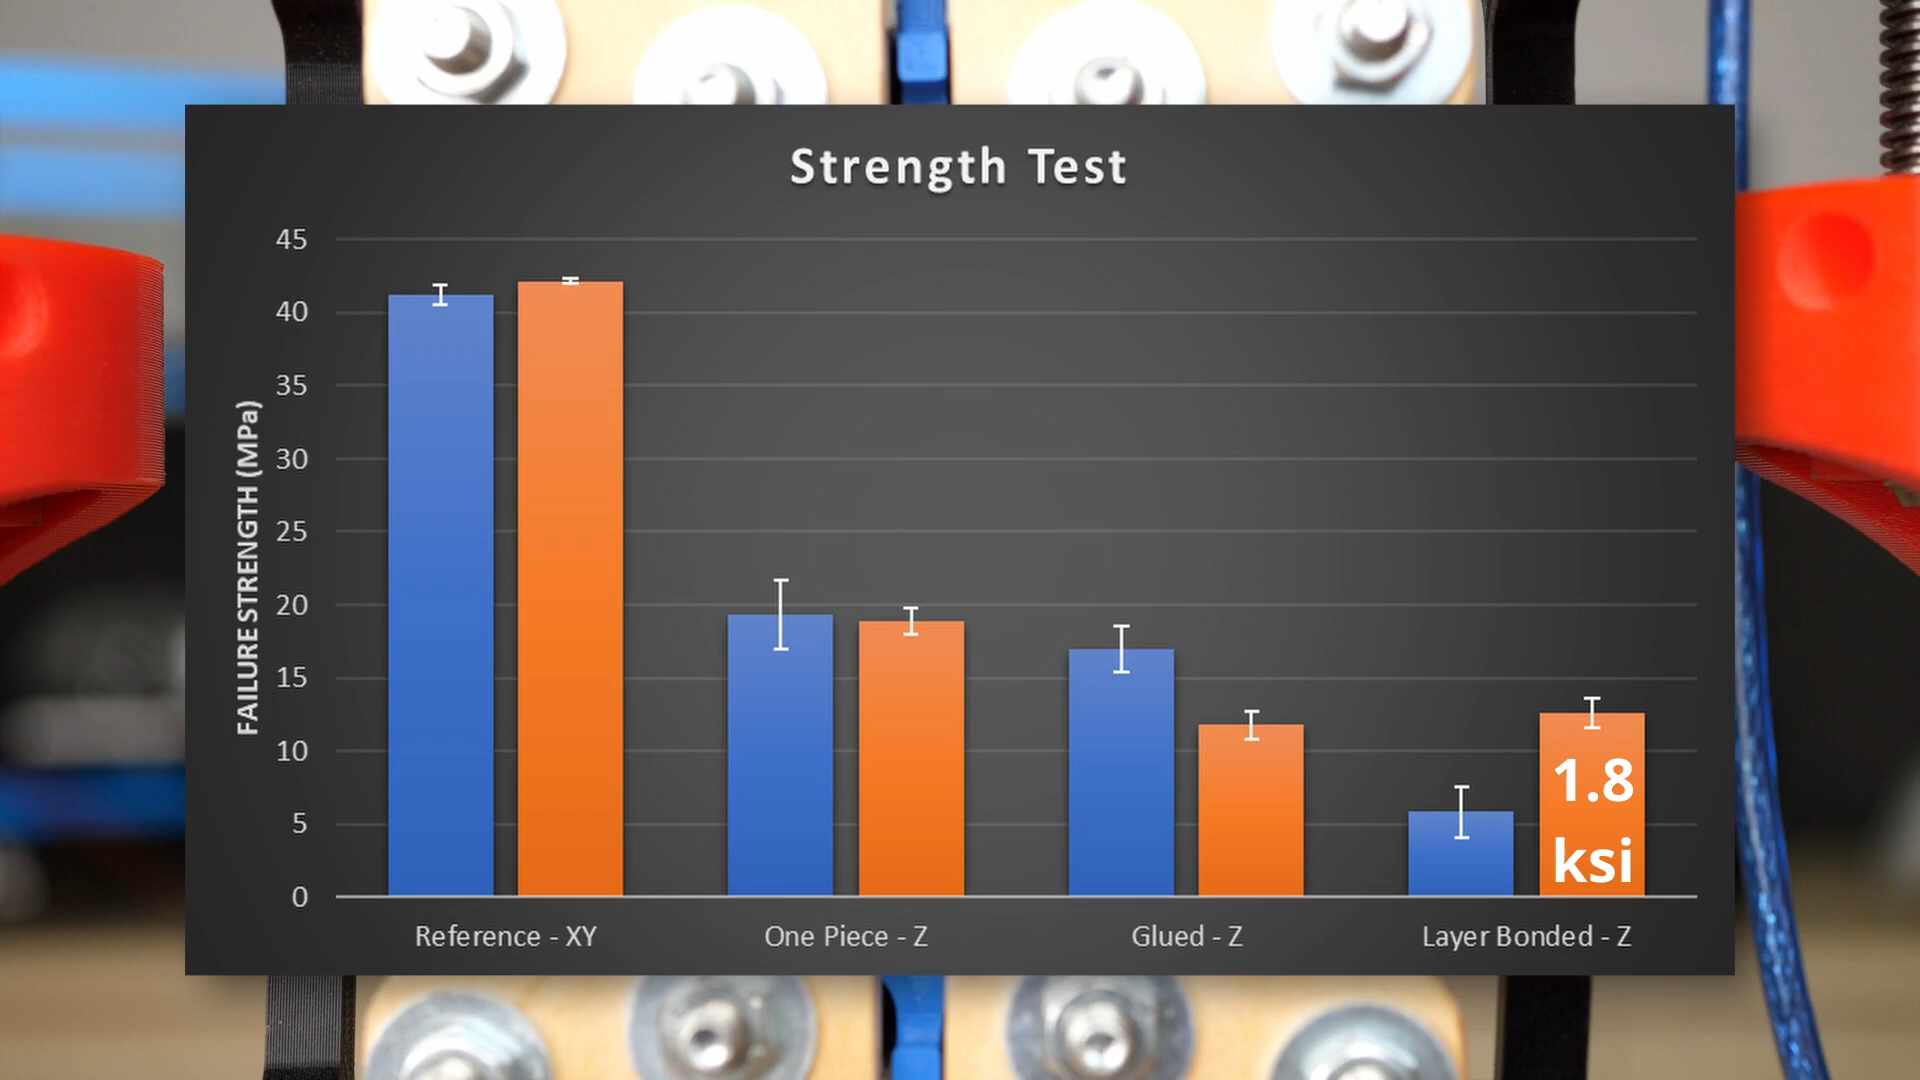 Strength Test
45
40
35
30
25
20
15
10
5
0
FAILURE STRENGTH (MPa)
1.8
ksi
Reference - XY
One Piece - Z
Glued - Z
Layer Bonded - Z